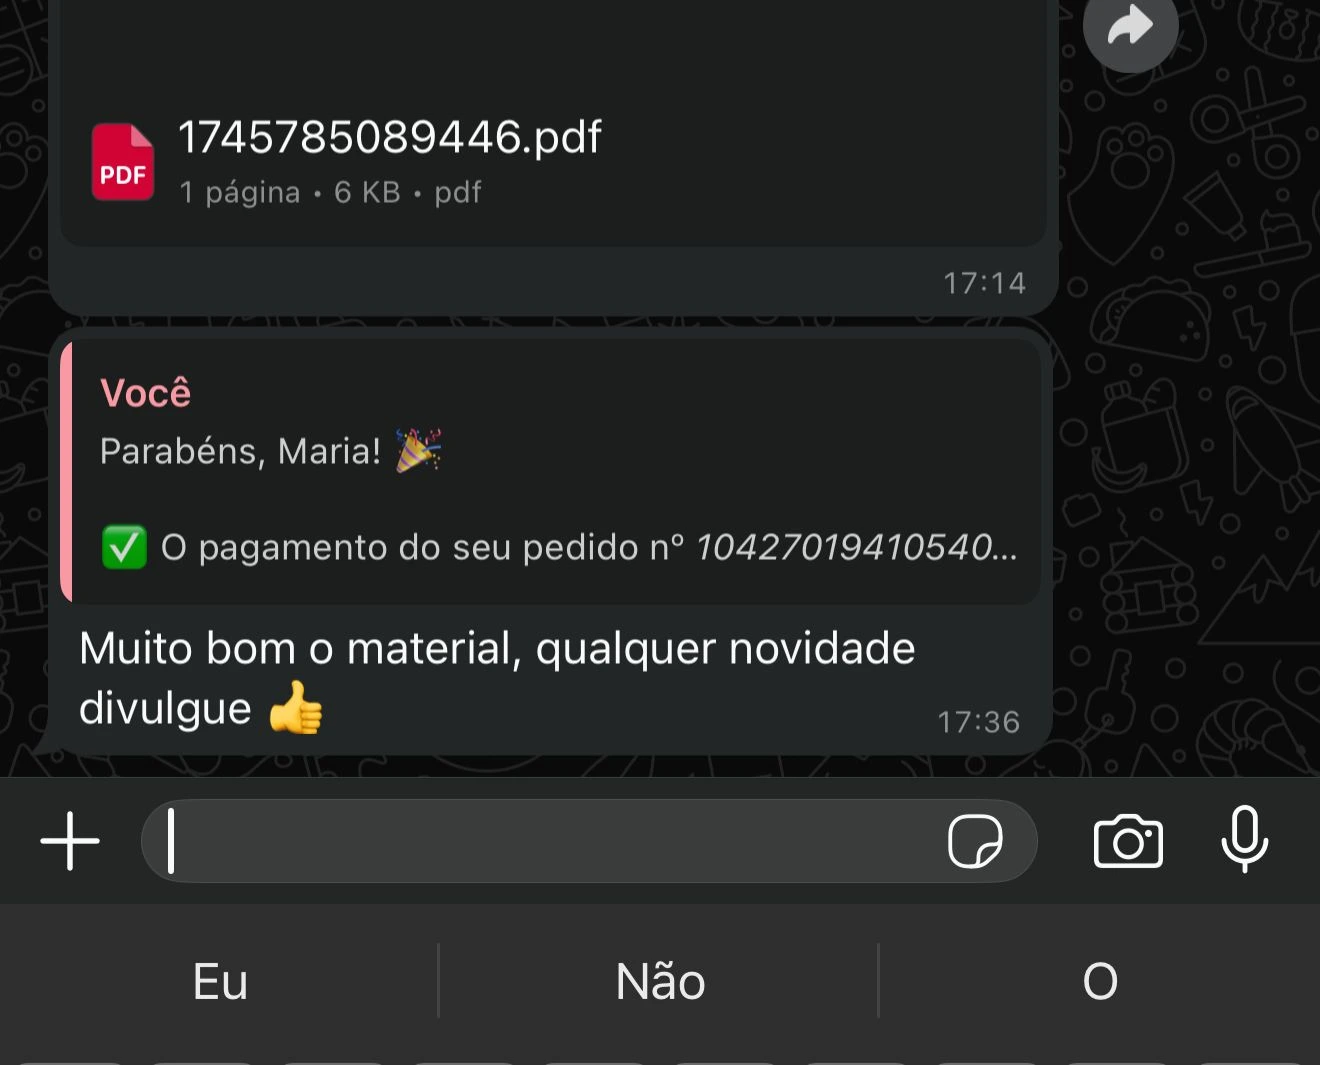 1745785089446.pdf
PDF
1 página • 6 KB • pdf
17:14
Você
Parabéns, Maria! 🎉
✅ O pagamento do seu pedido nº 10427019410540...
Muito bom o material, qualquer novidade
divulgue 👍
17:36
Eu
Não
O